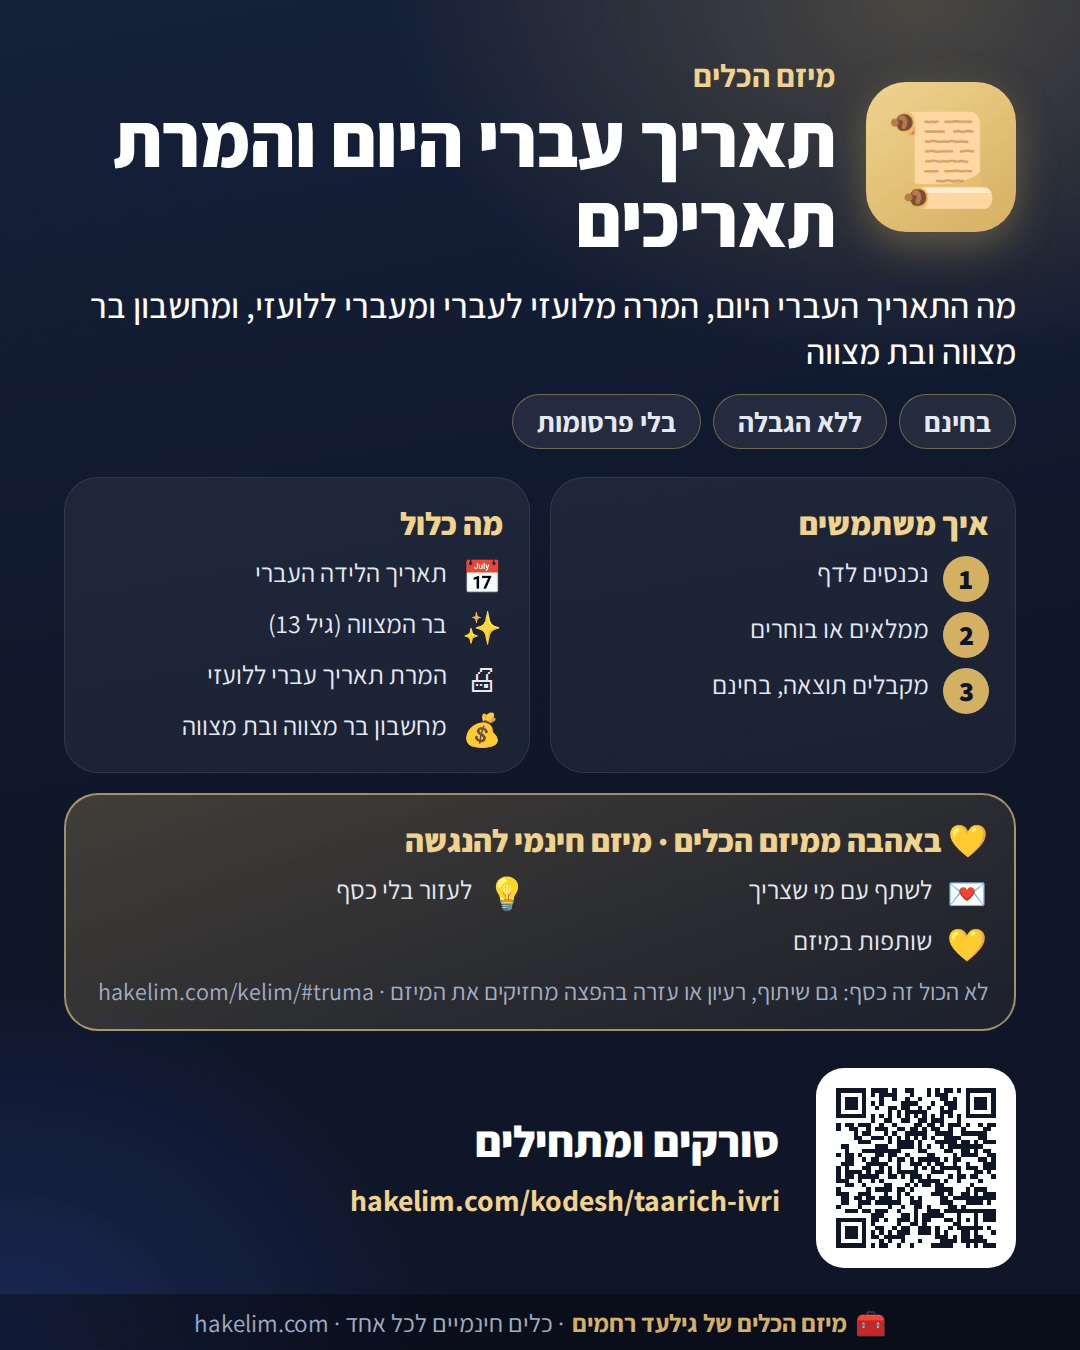 מיזם הכלים
תאריך עברי היום והמרת
תאריכים
מה התאריך העברי היום, המרה מלועזי לעברי ומעברי ללועזי, ומחשבון בר
מצווה ובת מצווה
בחינם
ללא הגבלה
בלי פרסומות
איך משתמשים
1 נכנסים לדף
2 ממלאים או בוחרים
3 מקבלים תוצאה, בחינם
מה כלול
July 17 תאריך הלידה העברי
בר המצווה (גיל 13)
המרת תאריך עברי ללועזי
מחשבון בר מצווה ובת מצווה
באהבה ממיזם הכלים · מיזם חינמי להנגשה
לשתף עם מי שצריך
לעזור בלי כסף
שותפות במיזם
לא הכול זה כסף: גם שיתוף, רעיון או עזרה בהפצה מחזיקים את המיזם · hakelim.com/kelim/#truma
סורקים ומתחילים
hakelim.com/kodesh/taarich-ivri
מיזם הכלים של גילעד רחמים · כלים חינמיים לכל אחד · hakelim.com